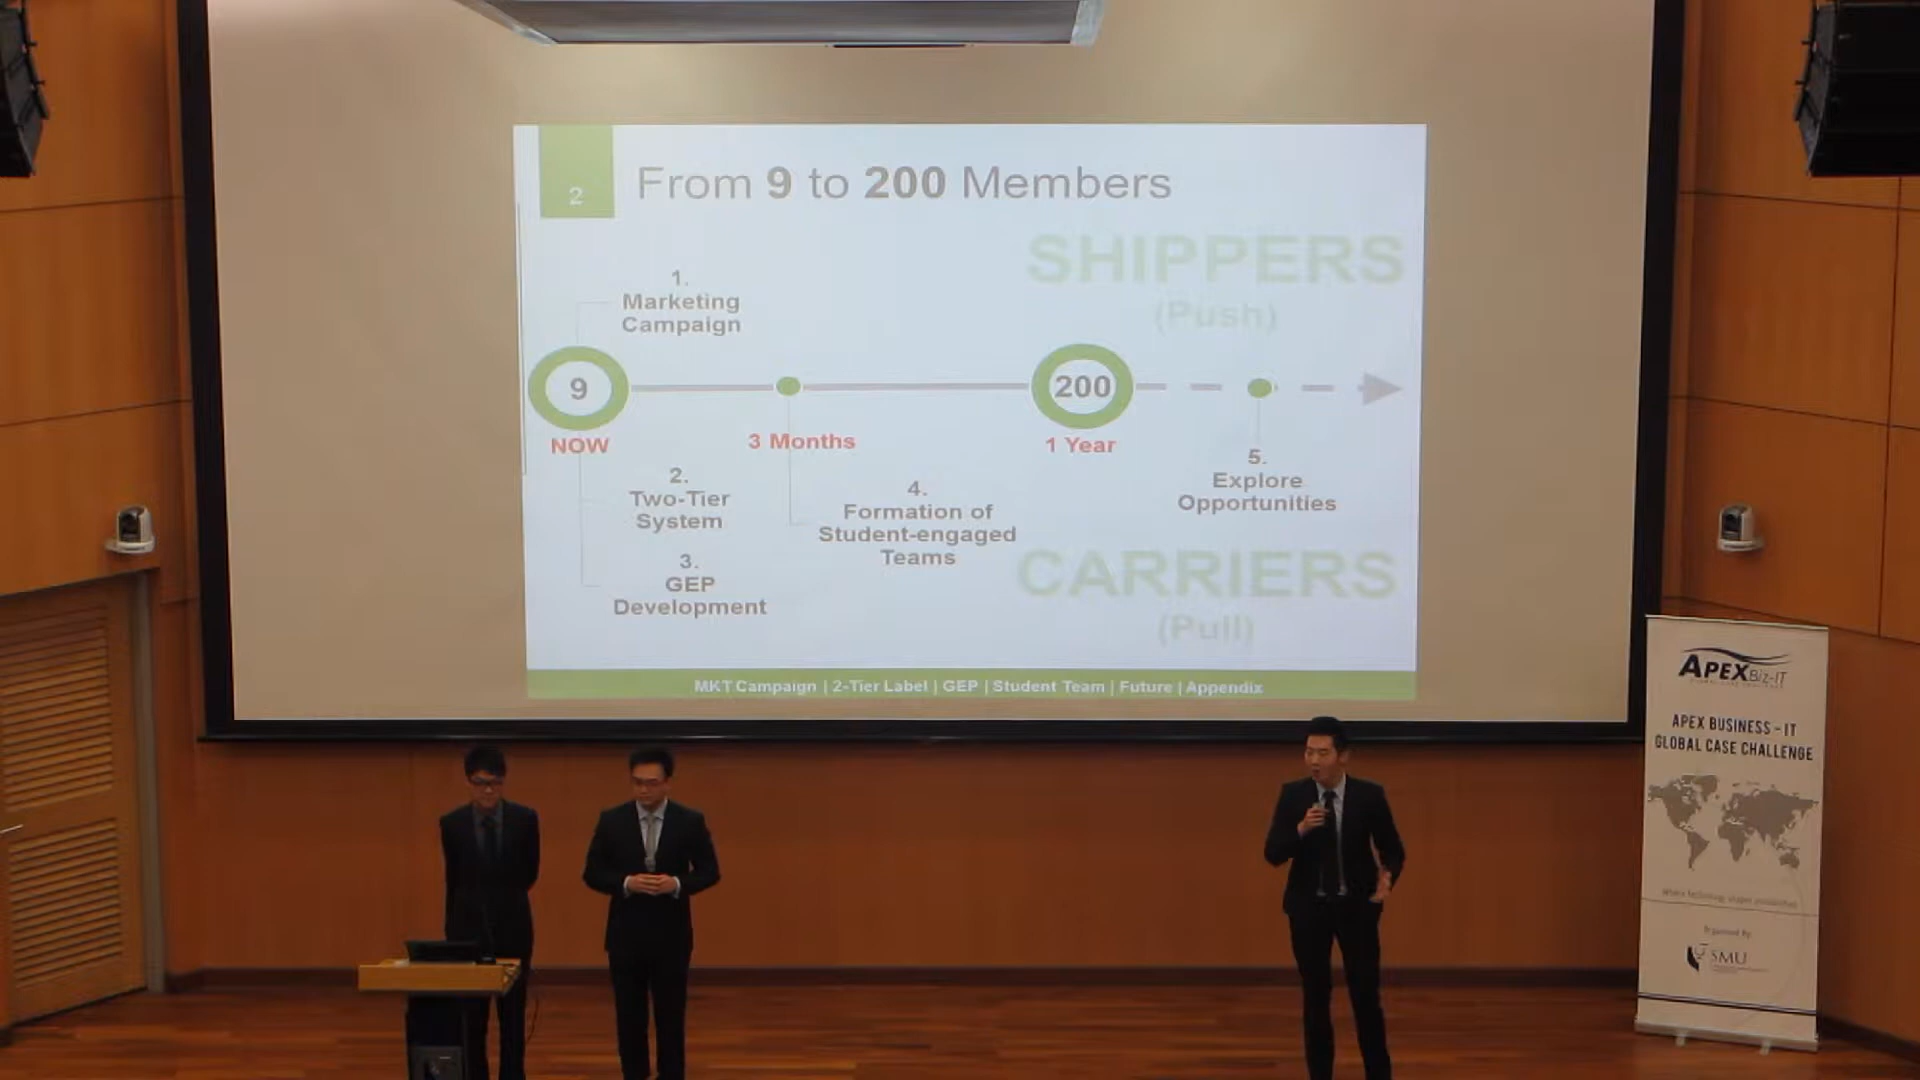 2
From 9 to 200 Members
SHIPPERS
(Push)
1.
Marketing
Campaign
9
200
NOW
3 Months
1 Year
2.
Two-Tier
System
3.
GEP
Development
4.
Formation of
Student-engaged
Teams
5.
Explore
Opportunities
CARRIERS
(Pull)
MKT Campaign | 2-Tier Label | GEP | Student Team | Future | Appendix
APEX Biz-IT
APEX BUSINESS - IT
GLOBAL CASE CHALLENGE
Organised By:
SMU